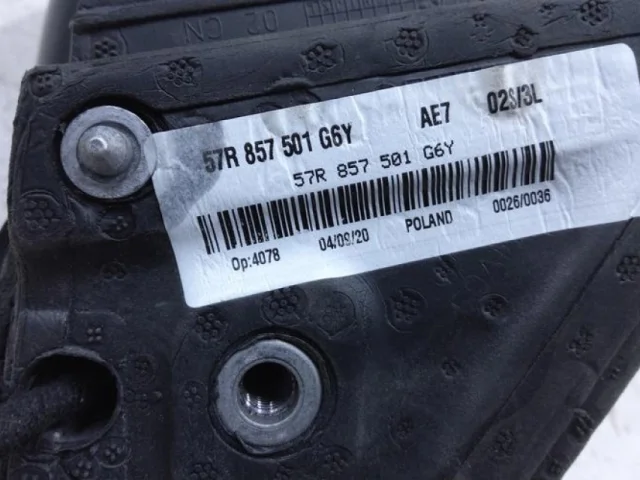 57R 857 501 G6Y AE7 02S/3L
57R 857 501 G6Y
Op:4078 04/09/20 POLAND 0026/0036